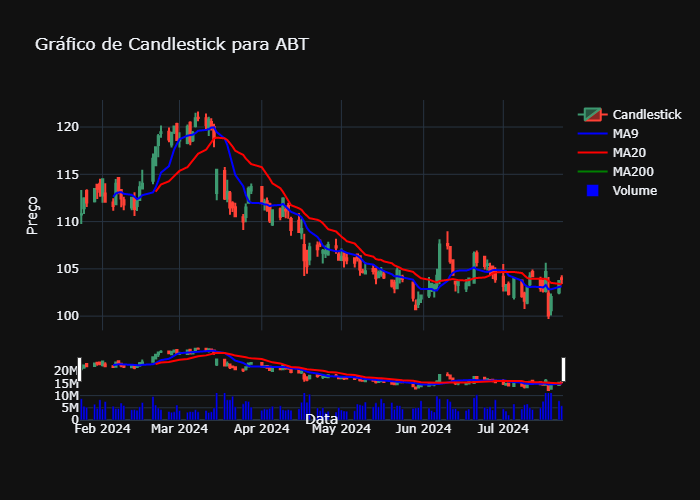 Gráfico de Candlestick para ABT
Candlestick
MA9
MA20
MA200
Volume
Preço
120
115
110
105
100
20M
15M
10M
5M
0
Data
Feb 2024
Mar 2024
Apr 2024
May 2024
Jun 2024
Jul 2024